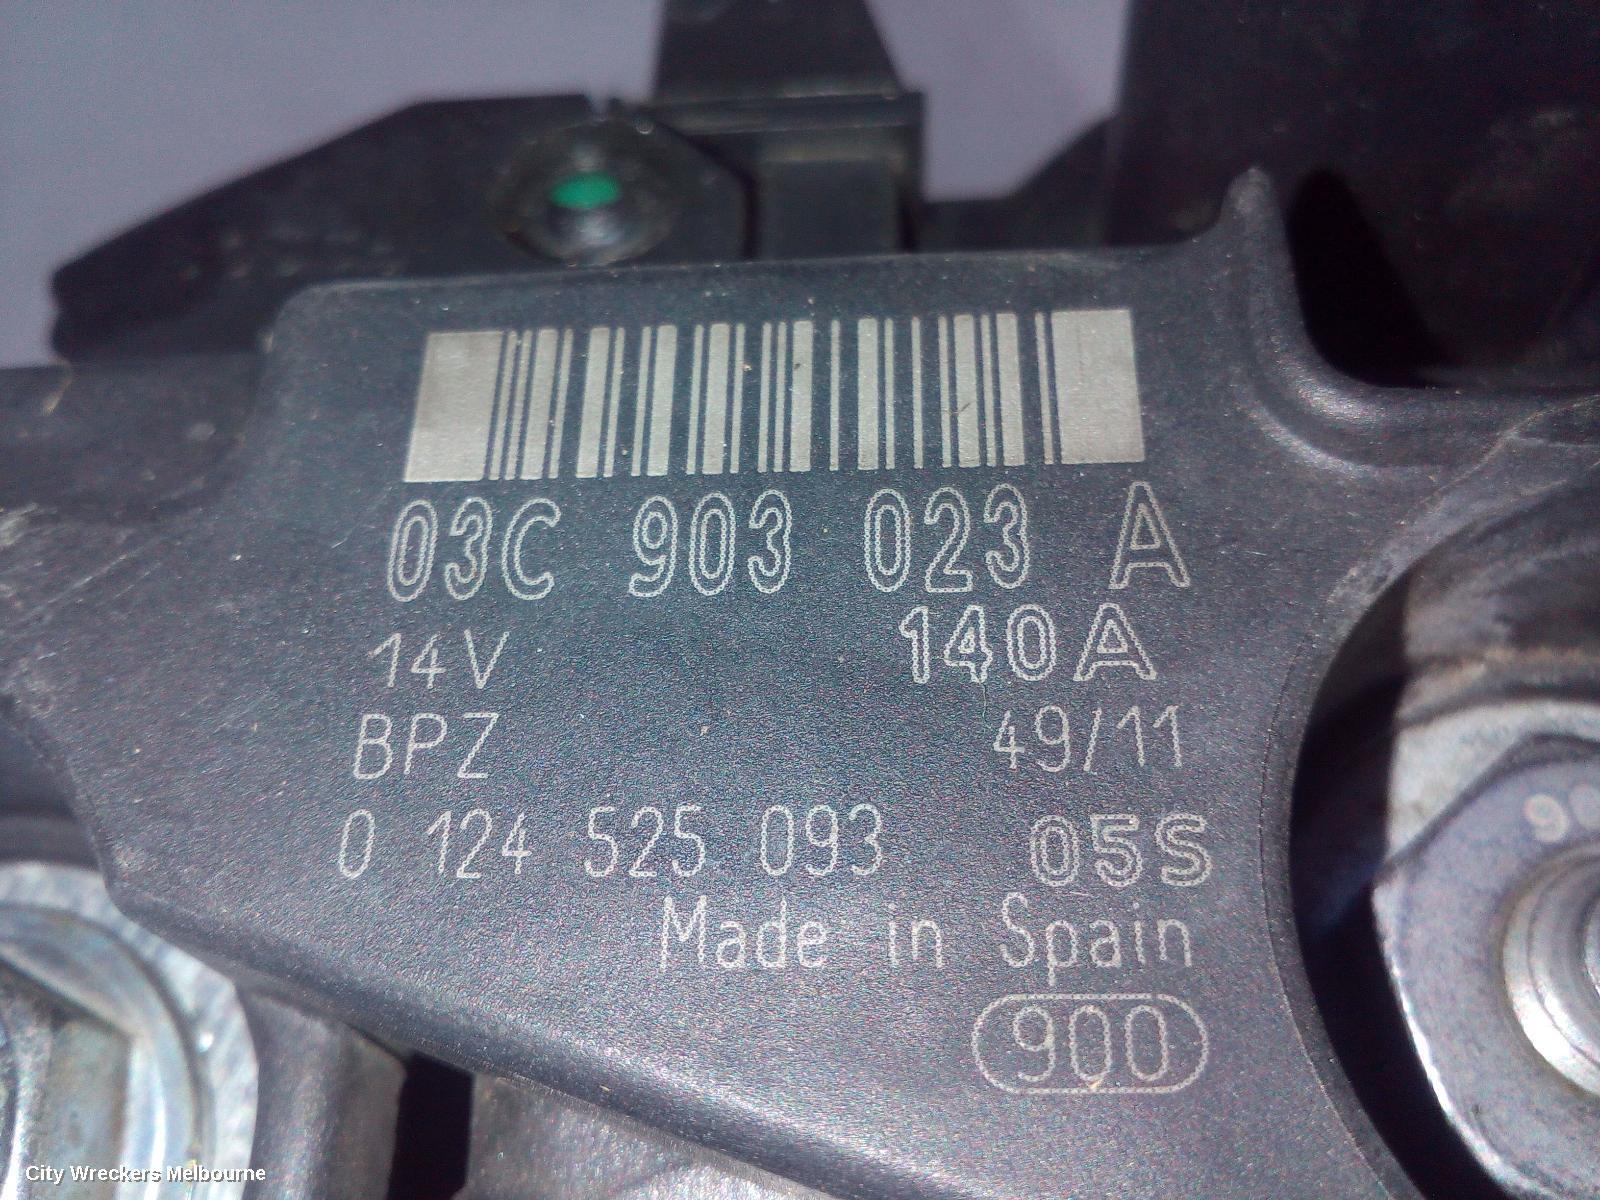 03C 903 023 A
14V 140A
BPZ 49/11
0 124 525 093 05S
Made in Spain
900
City Wreckers Melbourne